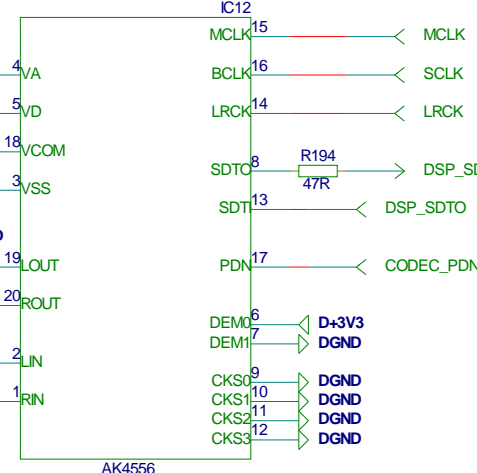 IC12
MCLK 15 MCLK
4 VA BCLK 16 SCLK
5 VD LRCK 14 LRCK
18 VCOM
SDTO 8 R194 47R DSP_SD
3 VSS
SDTI 13 DSP_SDTO
19 LOUT PDN 17 CODEC_PDN
20 ROUT
DEM0 6 D+3V3
DEM1 7 DGND
2 LIN
CKS0 9 DGND
1 RIN CKS1 10 DGND
CKS2 11 DGND
CKS3 12 DGND
AK4556